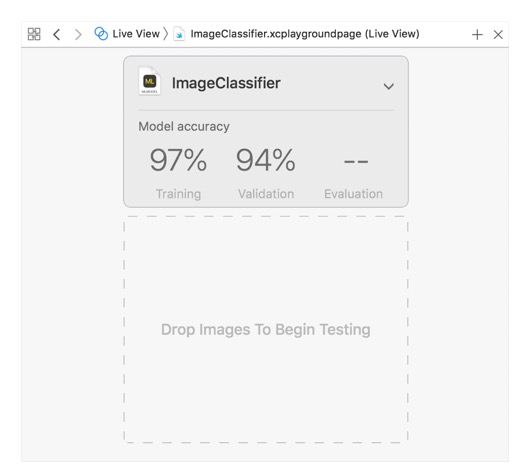 Live View 〉 ImageClassifier.xcplaygroundpage (Live View)
ML
ImageClassifier
Model accuracy
97% 94% --
Training Validation Evaluation
Drop Images To Begin Testing